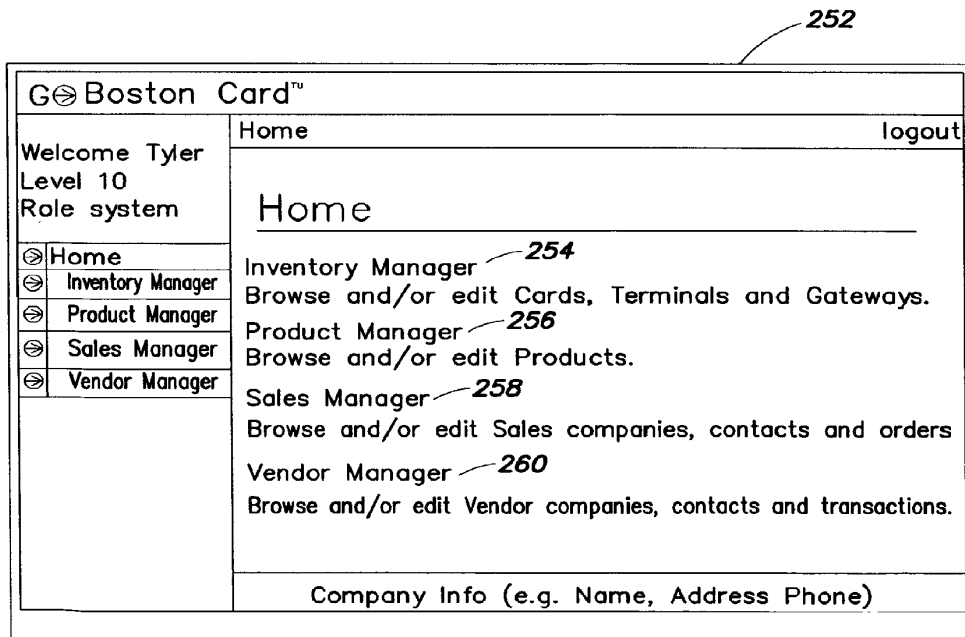 252
G Boston Card™
Welcome Tyler
Level 10
Role system
Home
Inventory Manager
Product Manager
Sales Manager
Vendor Manager
Home logout
Home
Inventory Manager 254
Browse and/or edit Cards, Terminals and Gateways.
Product Manager 256
Browse and/or edit Products.
Sales Manager 258
Browse and/or edit Sales companies, contacts and orders
Vendor Manager 260
Browse and/or edit Vendor companies, contacts and transactions.
Company Info (e.g. Name, Address Phone)